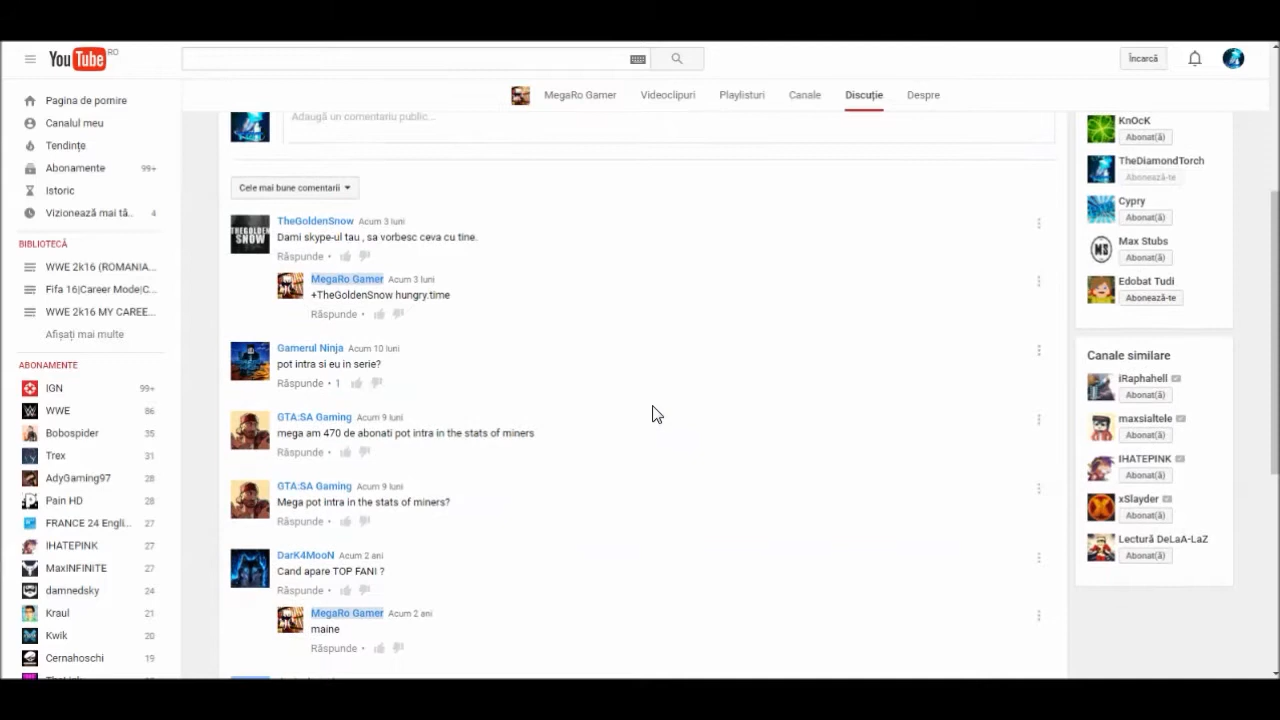 YouTube RO
Încarcă
MegaRo Gamer Videoclipuri Playlisturi Canale Discuție Despre
Pagina de pornire
Canalul meu
Tendințe
Abonamente 99+
Istoric
Vizionează mai tâ.. 4
BIBLIOTECĂ
WWE 2k16 (ROMANIA...
Fifa 16|Career Mode|C...
WWE 2k16 MY CAREE...
Afișați mai multe
ABONAMENTE
IGN 99+
WWE 86
Bobospider 35
Trex 31
AdyGaming97 28
Pain HD 28
FRANCE 24 Engli... 27
IHATEPINK 27
MaxINFINITE 27
damnedsky 24
Kraul 21
Kwik 20
Cernahoschi 19
Adaugă un comentariu public...
Cele mai bune comentarii
THEGOLDEN
SNOW
TheGoldenSnow Acum 3 luni
Dami skype-ul tau , sa vorbesc ceva cu tine.
Răspunde •
MegaRo Gamer Acum 3 luni
+TheGoldenSnow hungry.time
Răspunde •
Gamerul Ninja Acum 10 luni
pot intra si eu in serie?
Răspunde • 1
GTA:SA Gaming Acum 9 luni
mega am 470 de abonati pot intra in the stats of miners
Răspunde •
GTA:SA Gaming Acum 9 luni
Mega pot intra in the stats of miners?
Răspunde •
DarK4MooN Acum 2 ani
Cand apare TOP FANI ?
Răspunde •
MegaRo Gamer Acum 2 ani
maine
Răspunde •
KnOcK
Abonat(ă)
TheDiamondTorch
Abonează-te
Cypry
Abonat(ă)
MS
Max Stubs
Abonat(ă)
Edobat Tudi
Abonează-te
Canale similare
iRaphahell
Abonat(ă)
maxsialtele
Abonat(ă)
IHATEPINK
Abonat(ă)
xSlayder
Abonat(ă)
Lectură DeLaA-LaZ
Abonat(ă)